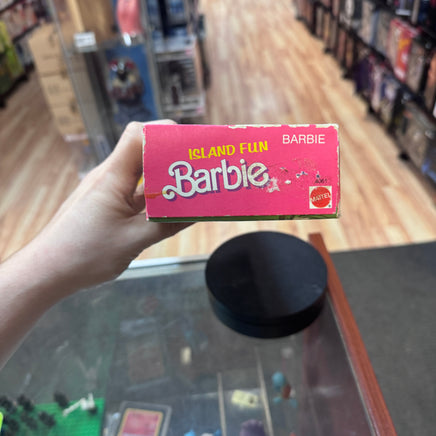 ISLAND FUN
BARBIE
Barbie
MATTEL